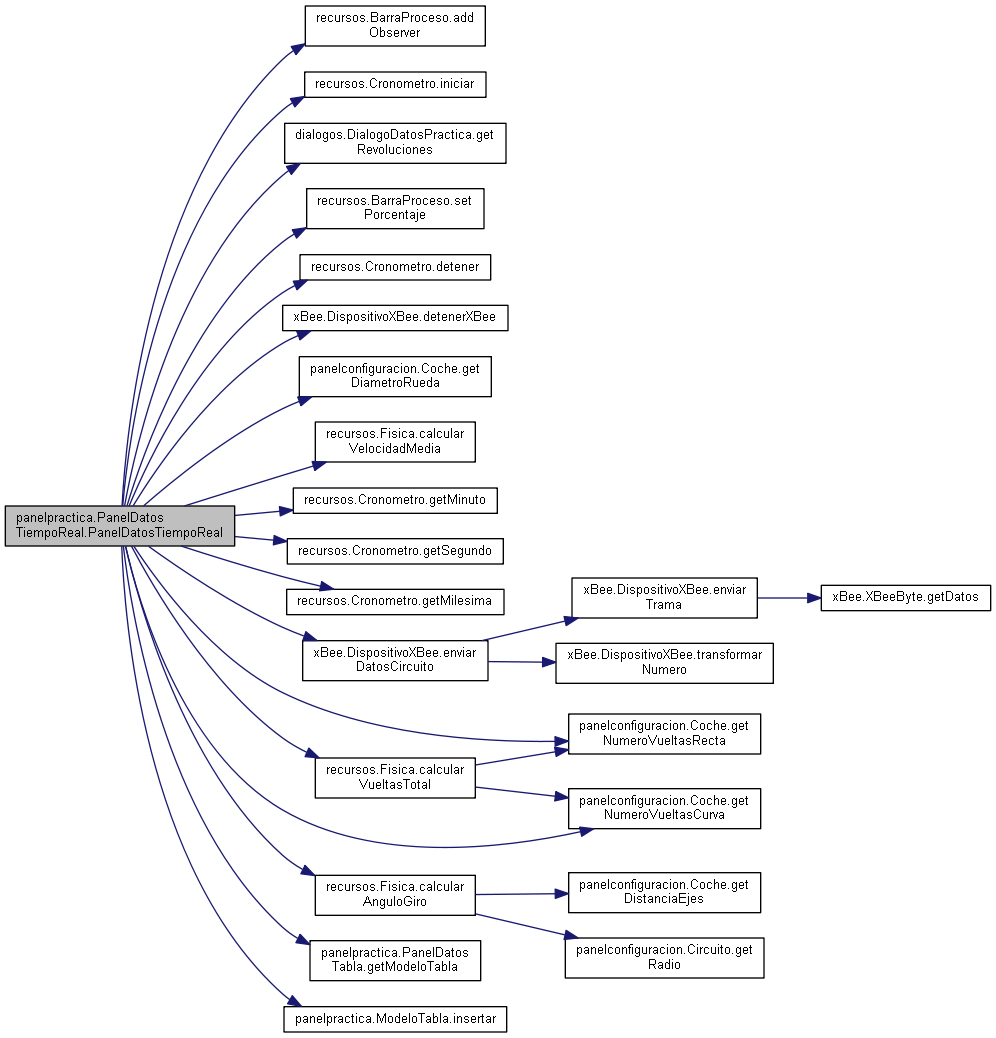 recursos.BarraProceso.add
Observer
recursos.Cronometro.iniciar
dialogos.DialogoDatosPractica.get
Revoluciones
recursos.BarraProceso.set
Porcentaje
recursos.Cronometro.detener
xBee.DispositivoXBee.detenerXBee
panelconfiguracion.Coche.get
DiametroRueda
recursos.Fisica.calcular
VelocidadMedia
recursos.Cronometro.getMinuto
panelpractica.PanelDatos
TiempoReal.PanelDatosTiempoReal
recursos.Cronometro.getSegundo
recursos.Cronometro.getMilesima
xBee.DispositivoXBee.enviar
Trama
xBee.XBeeByte.getDatos
xBee.DispositivoXBee.enviar
DatosCircuito
xBee.DispositivoXBee.transformar
Numero
panelconfiguracion.Coche.get
NumeroVueltasRecta
recursos.Fisica.calcular
VueltasTotal
panelconfiguracion.Coche.get
NumeroVueltasCurva
recursos.Fisica.calcular
AnguloGiro
panelconfiguracion.Coche.get
DistanciaEjes
panelconfiguracion.Circuito.get
Radio
panelpractica.PanelDatos
Tabla.getModeloTabla
panelpractica.ModeloTabla.insertar